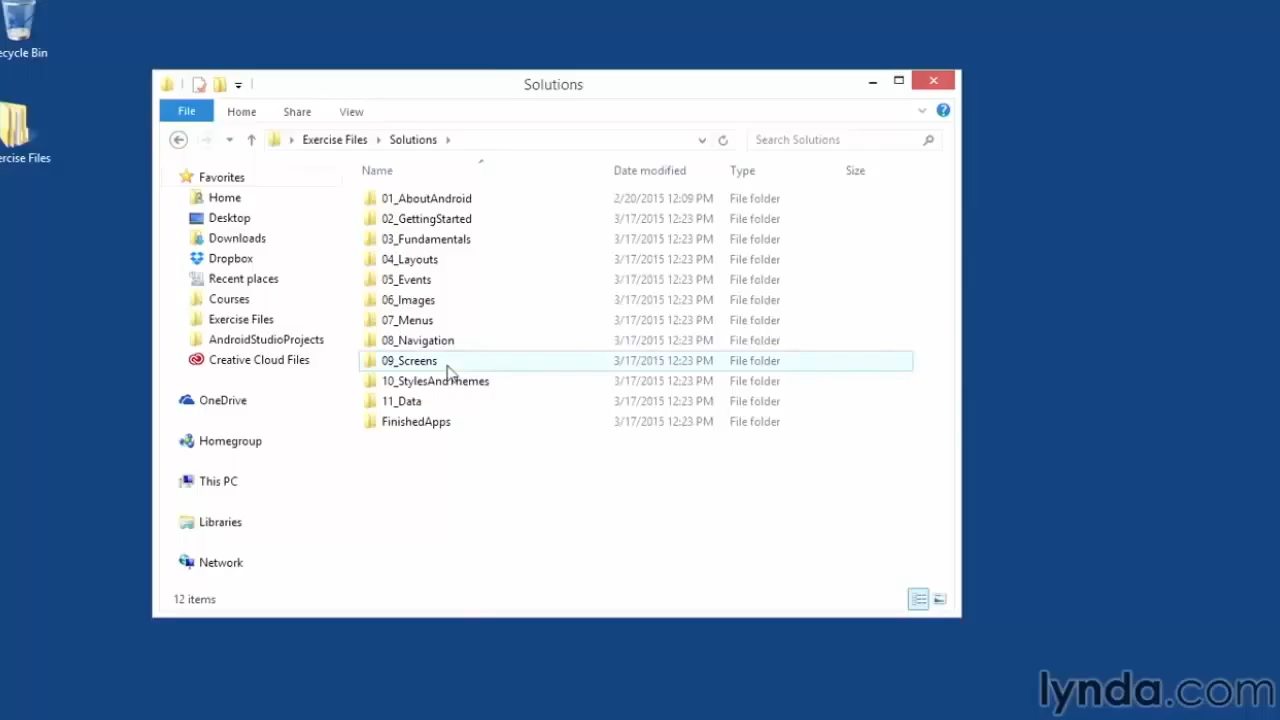 ecycle Bin
ercise Files
Solutions
File Home Share View
Exercise Files Solutions Search Solutions
Name Date modified Type Size
Favorites
Home
Desktop
Downloads
Dropbox
Recent places
Courses
Exercise Files
AndroidStudioProjects
Creative Cloud Files
OneDrive
Homegroup
This PC
Libraries
Network
01_AboutAndroid 2/20/2015 12:09 PM File folder
02_GettingStarted 3/17/2015 12:23 PM File folder
03_Fundamentals 3/17/2015 12:23 PM File folder
04_Layouts 3/17/2015 12:23 PM File folder
05_Events 3/17/2015 12:23 PM File folder
06_Images 3/17/2015 12:23 PM File folder
07_Menus 3/17/2015 12:23 PM File folder
08_Navigation 3/17/2015 12:23 PM File folder
09_Screens 3/17/2015 12:23 PM File folder
10_StylesAndThemes 3/17/2015 12:23 PM File folder
11_Data 3/17/2015 12:23 PM File folder
FinishedApps 3/17/2015 12:23 PM File folder
12 items
lynda.com